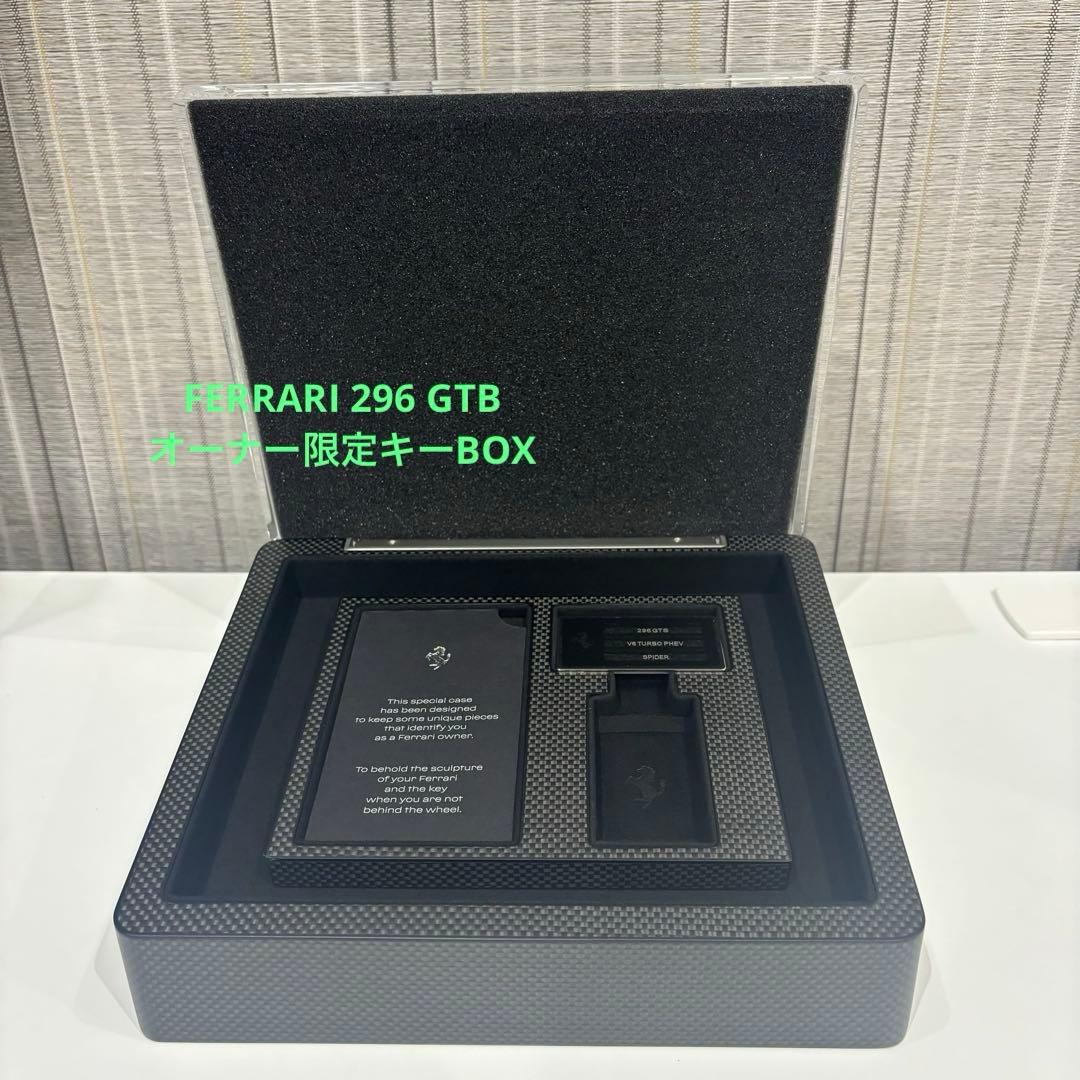 FERRARI 296 GTB
オーナー限定キーBOX
296 GTS
V6 TURBO PHEV
SPIDER
This special case
has been designed
to keep some unique pieces
that identify you
as a Ferrari owner.
To behold the sculpture
of your Ferrari
and the key
when you are not
behind the wheel.